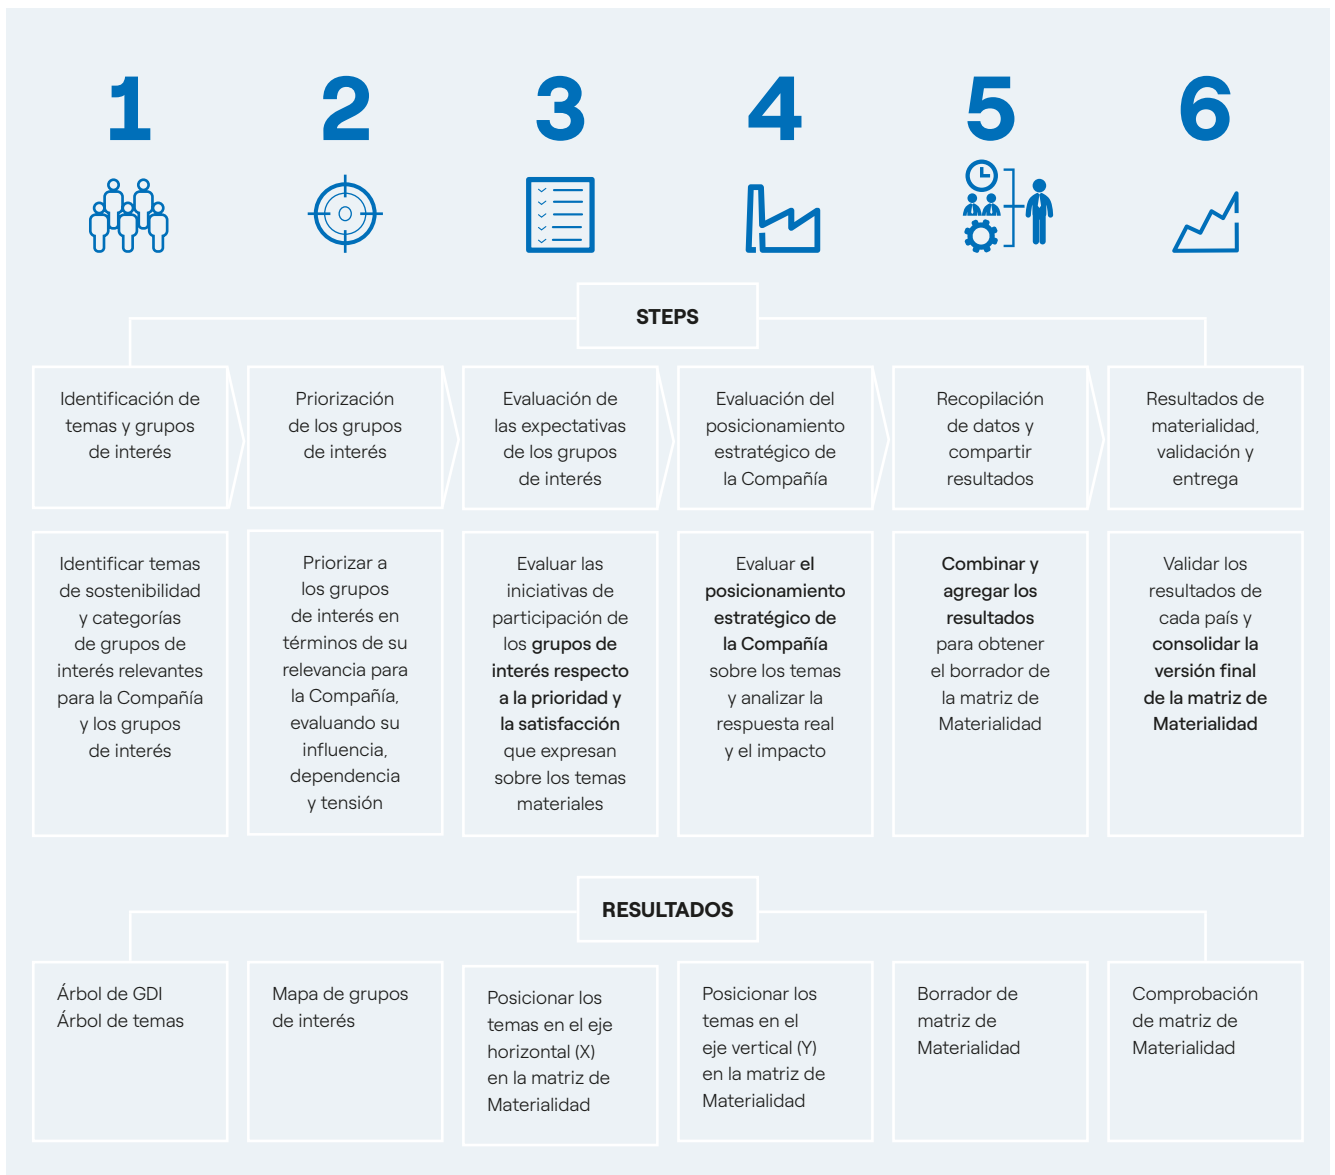 1
2
3
4
5
6
STEPS
Identificación de
temas y grupos
de interés
Priorización
de los grupos
de interés
Evaluación de
las expectativas
de los grupos
de interés
Evaluación del
posicionamiento
estratégico de
la Compañía
Recopilación
de datos y
compartir
resultados
Resultados de
materialidad,
validación y
entrega
Identificar temas
de sostenibilidad
y categorías
de grupos de
interés relevantes
para la Compañía
y los grupos
de interés
Priorizar a
los grupos
de interés en
términos de su
relevancia para
la Compañía,
evaluando su
influencia,
dependencia
y tensión
Evaluar las
iniciativas de
participación de
los grupos de
interés respecto
a la prioridad y
la satisfacción
que expresan
sobre los temas
materiales
Evaluar el
posicionamiento
estratégico de
la Compañía
sobre los temas
y analizar la
respuesta real
y el impacto
Combinar y
agregar los
resultados
para obtener
el borrador de
la matriz de
Materialidad
Validar los
resultados de
cada país y
consolidar la
versión final
de la matriz de
Materialidad
RESULTADOS
Árbol de GDI
Árbol de temas
Mapa de grupos
de interés
Posicionar los
temas en el eje
horizontal (X)
en la matriz de
Materialidad
Posicionar los
temas en el
eje vertical (Y)
en la matriz de
Materialidad
Borrador de
matriz de
Materialidad
Comprobación
de matriz de
Materialidad